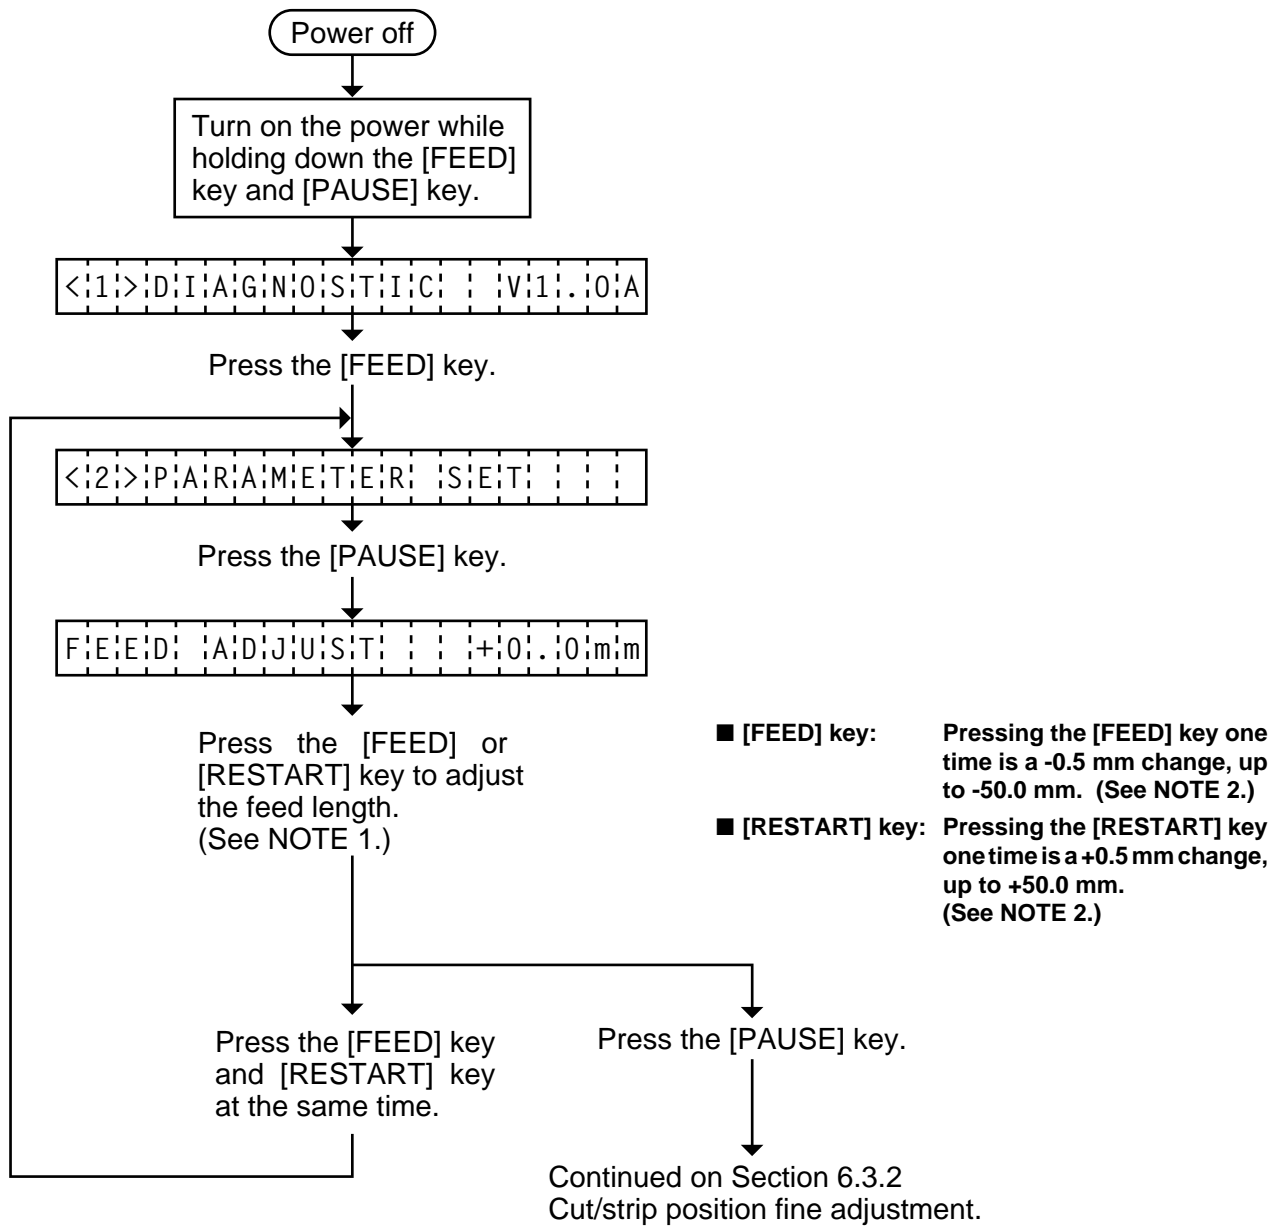 Power off
Turn on the power while
holding down the [FEED]
key and [PAUSE] key.
<1>DIAGNOSTIC  V1.0A
Press the [FEED] key.
<2>PARAMETER SET
Press the [PAUSE] key.
FEED ADJUST   +0.0mm
Press the [FEED] or
[RESTART] key to adjust
the feed length.
(See NOTE 1.)
■ [FEED] key: Pressing the [FEED] key one
time is a -0.5 mm change, up
to -50.0 mm. (See NOTE 2.)
■ [RESTART] key: Pressing the [RESTART] key
one time is a +0.5 mm change,
up to +50.0 mm.
(See NOTE 2.)
Press the [FEED] key
and [RESTART] key
at the same time.
Press the [PAUSE] key.
Continued on Section 6.3.2
Cut/strip position fine adjustment.